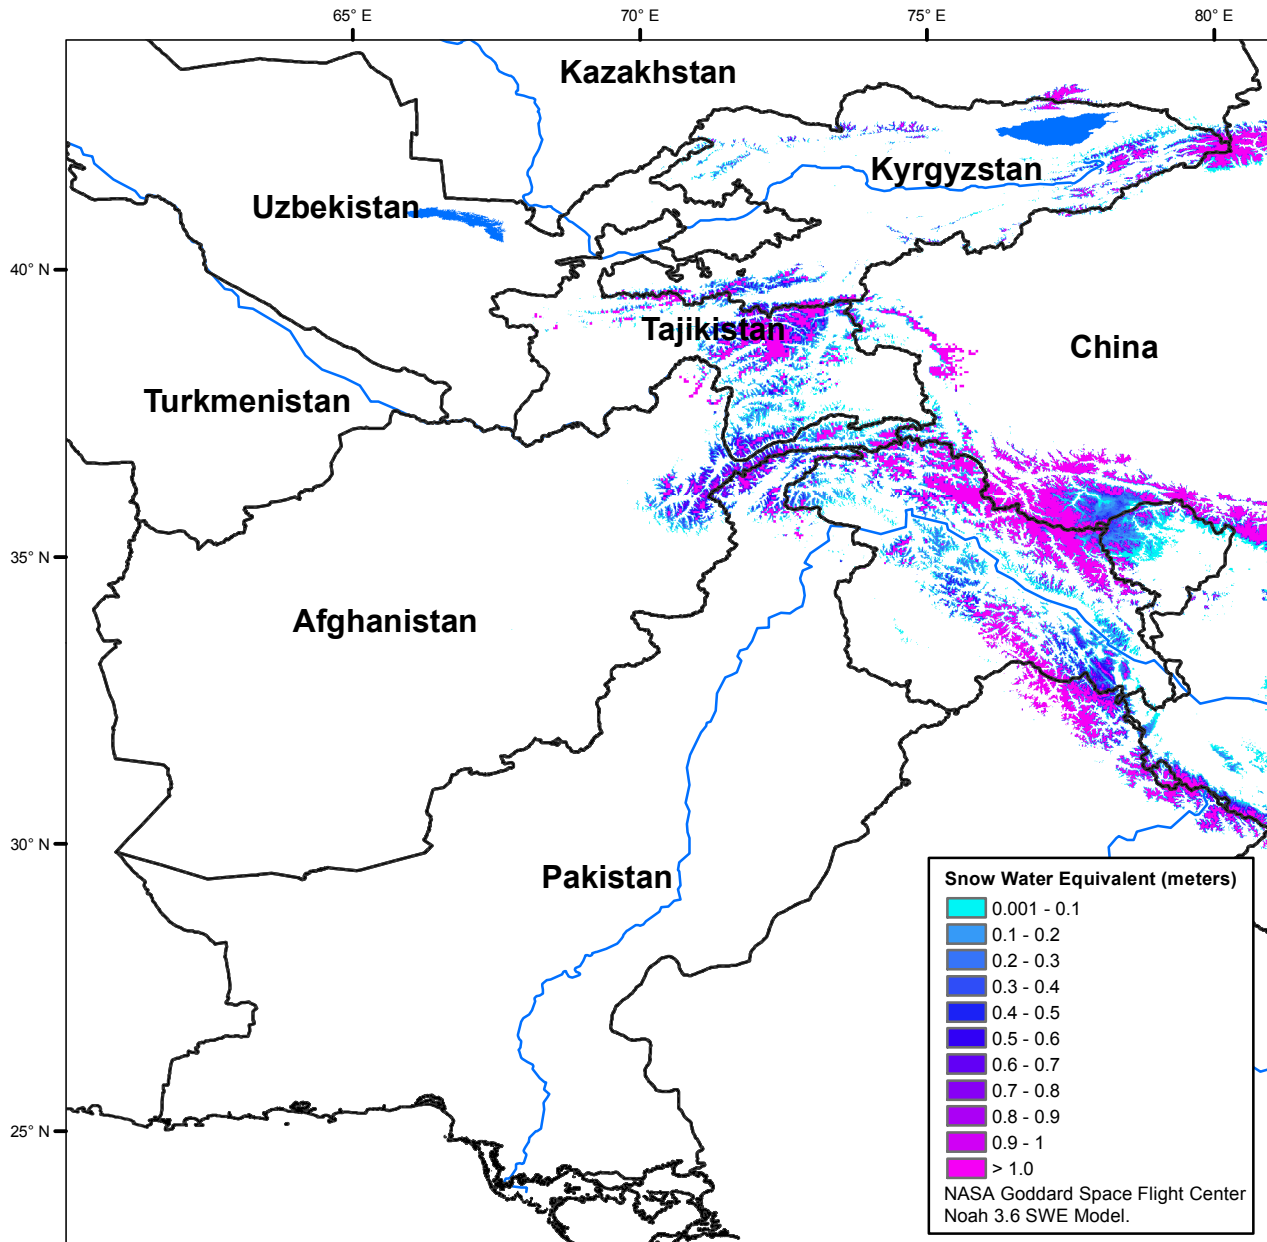 65° E
70° E
75° E
80° E
Kazakhstan
Kyrgyzstan
Uzbekistan
40° N
Tajikistan
China
Turkmenistan
35° N
Afghanistan
30° N
Pakistan
25° N
Snow Water Equivalent (meters)
0.001 - 0.1
0.1 - 0.2
0.2 - 0.3
0.3 - 0.4
0.4 - 0.5
0.5 - 0.6
0.6 - 0.7
0.7 - 0.8
0.8 - 0.9
0.9 - 1
> 1.0
NASA Goddard Space Flight Center
Noah 3.6 SWE Model.